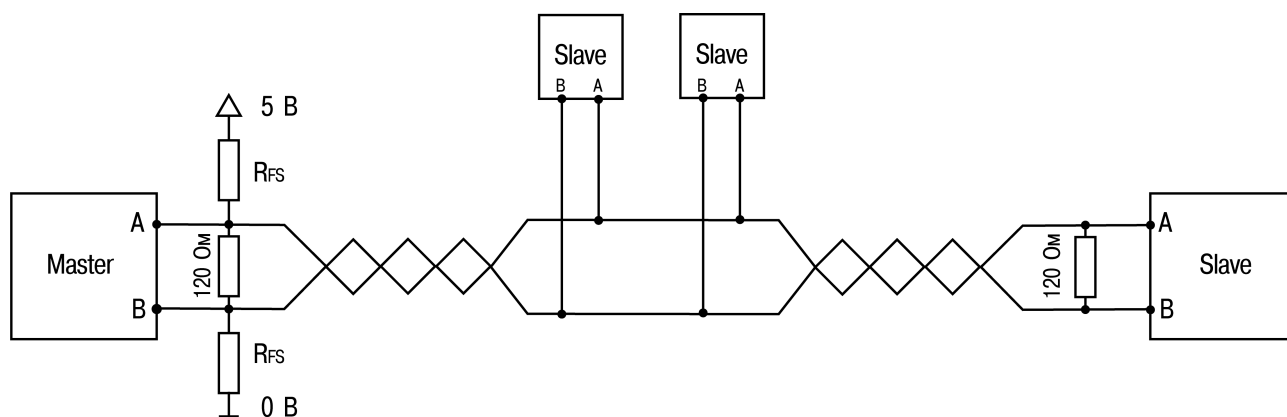 Slave
B A
Slave
B A
5 В
RFS
Master
A
B
120 Ом
RFS
0 В
120 Ом
A
B
Slave